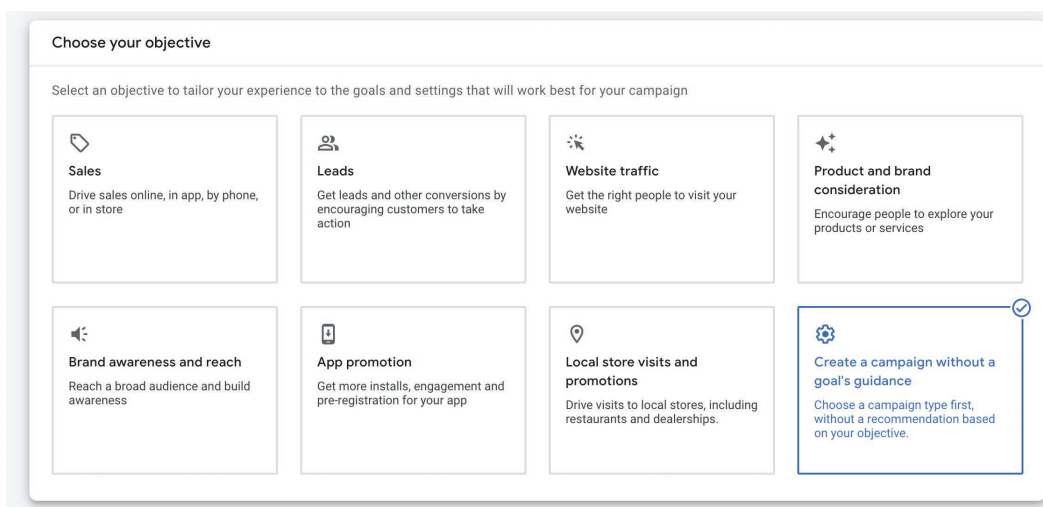 Choose your objective
Select an objective to tailor your experience to the goals and settings that will work best for your campaign
Sales
Drive sales online, in app, by phone,
or in store
Leads
Get leads and other conversions by
encouraging customers to take
action
Website traffic
Get the right people to visit your
website
Product and brand
consideration
Encourage people to explore your
products or services
Brand awareness and reach
Reach a broad audience and build
awareness
App promotion
Get more installs, engagement and
pre-registration for your app
Local store visits and
promotions
Drive visits to local stores, including
restaurants and dealerships.
Create a campaign without a
goal's guidance
Choose a campaign type first,
without a recommendation based
on your objective.